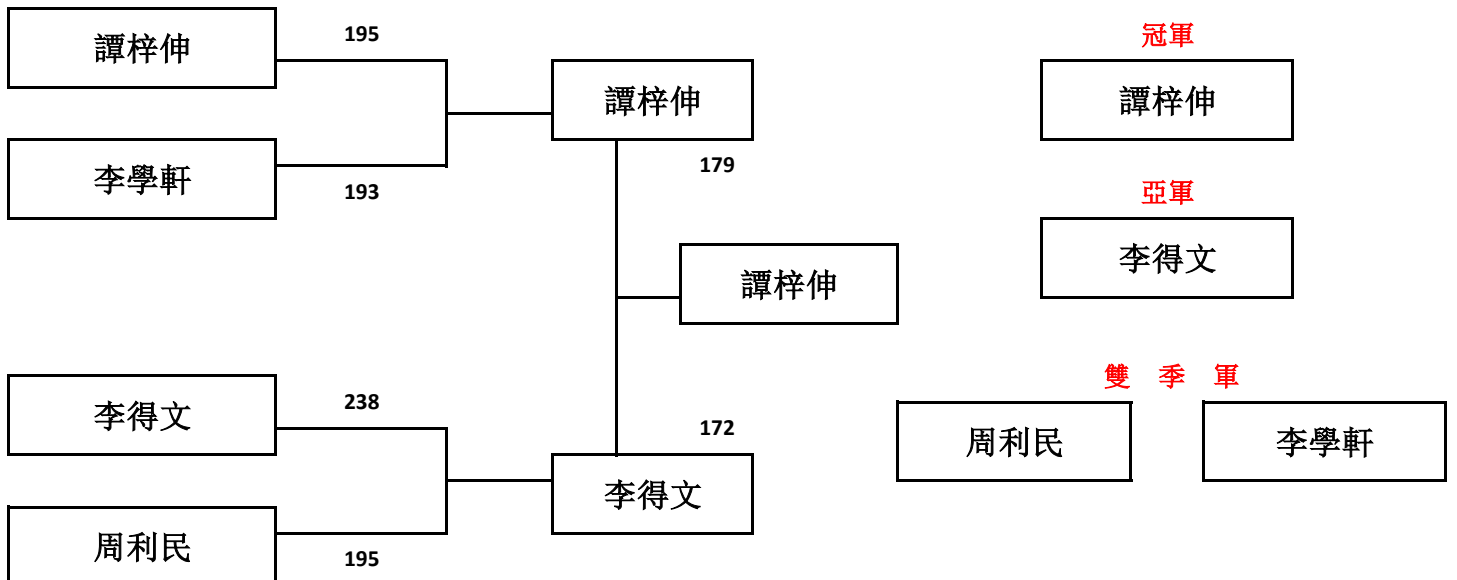 譚梓伸
195
李學軒
193
譚梓伸
179
譚梓伸
李得文
238
周利民
195
172
李得文
冠軍
譚梓伸
亞軍
李得文
雙 季 軍
周利民
李學軒